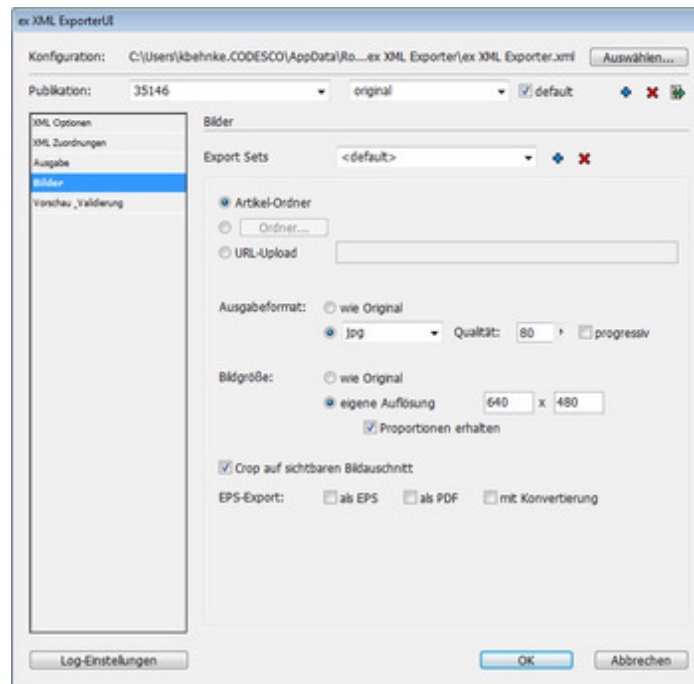 ex XML ExporterUI
Konfiguration: C:\Users\kbehnke.CODESCO\AppData\Ro....ex XML Exporter\ex XML Exporter.xml Auswählen...
Publikation: 35146 original default
XML Optionen
XML Zuordnungen
Ausgabe
Bilder
Vorschau_Validierung
Bilder
Export Sets <default>
Artikel-Ordner
Ordner...
URL-Upload
Ausgabeformat: wie Original
jpg Qualität: 80 progressiv
Bildgröße: wie Original
eigene Auflösung 640 x 480
Proportionen erhalten
Crop auf sichtbaren Bildauschnitt
EPS-Export: als EPS als PDF mit Konvertierung
Log-Einstellungen OK Abbrechen